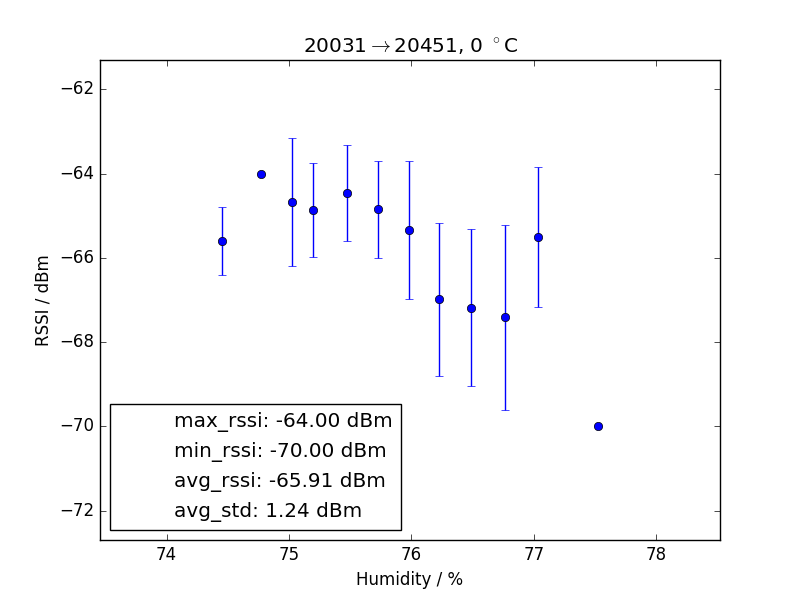 20031→20451, 0 °C
RSSI / dBm
−62
−64
−66
−68
−70
−72
max_rssi: -64.00 dBm
min_rssi: -70.00 dBm
avg_rssi: -65.91 dBm
avg_std: 1.24 dBm
74 75 76 77 78
Humidity / %